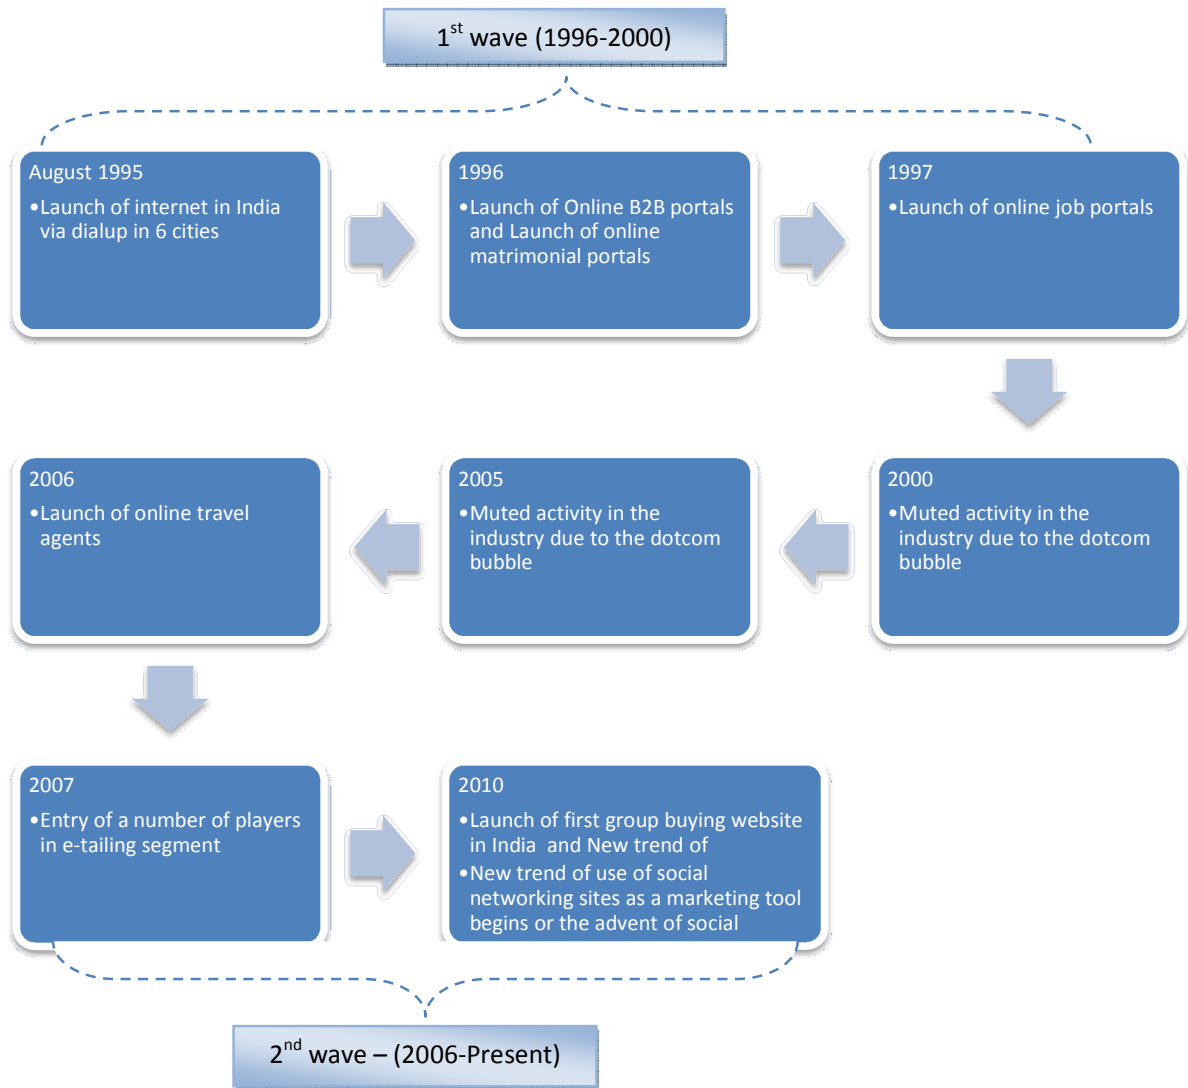 1st wave (1996-2000)
August 1995
•Launch of internet in India
via dialup in 6 cities
1996
•Launch of Online B2B portals
and Launch of online
matrimonial portals
1997
•Launch of online job portals
2000
•Muted activity in the
industry due to the dotcom
bubble
2005
•Muted activity in the
industry due to the dotcom
bubble
2006
•Launch of online travel
agents
2007
•Entry of a number of players
in e-tailing segment
2010
•Launch of first group buying website
in India and New trend of
•New trend of use of social
networking sites as a marketing tool
begins or the advent of social
2nd wave – (2006-Present)